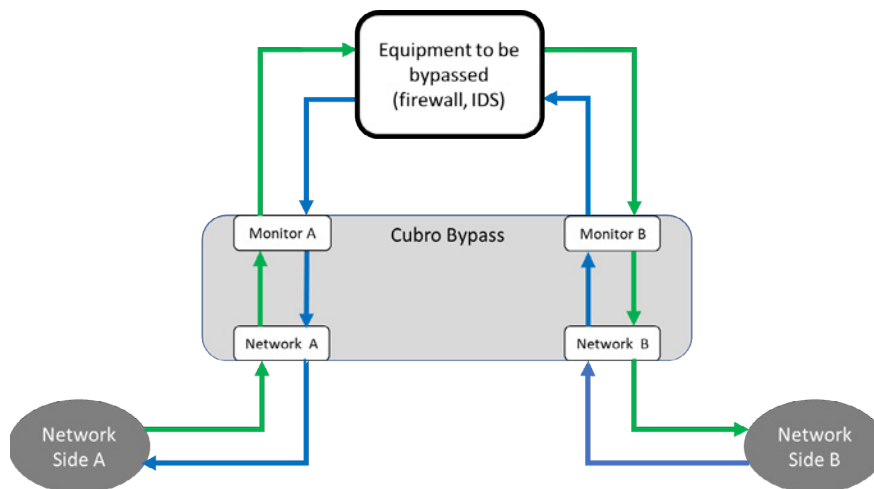 Equipment to be
bypassed
(firewall, IDS)
Monitor A
Cubro Bypass
Monitor B
Network A
Network B
Network
Side A
Network
Side B